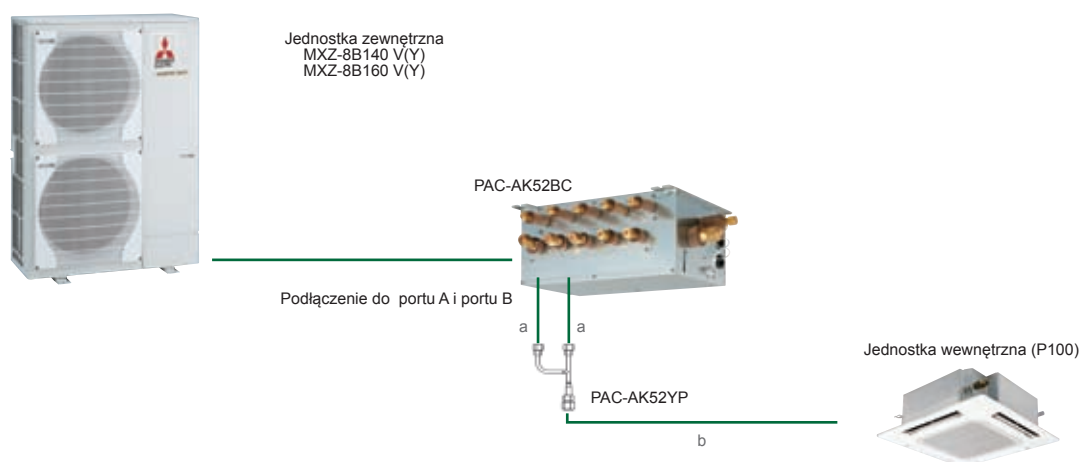 Jednostka zewnętrzna
MXZ-8B140 V(Y)
MXZ-8B160 V(Y)
PAC-AK52BC
Podłączenie do portu A i portu B
a a
Jednostka wewnętrzna (P100)
PAC-AK52YP
b